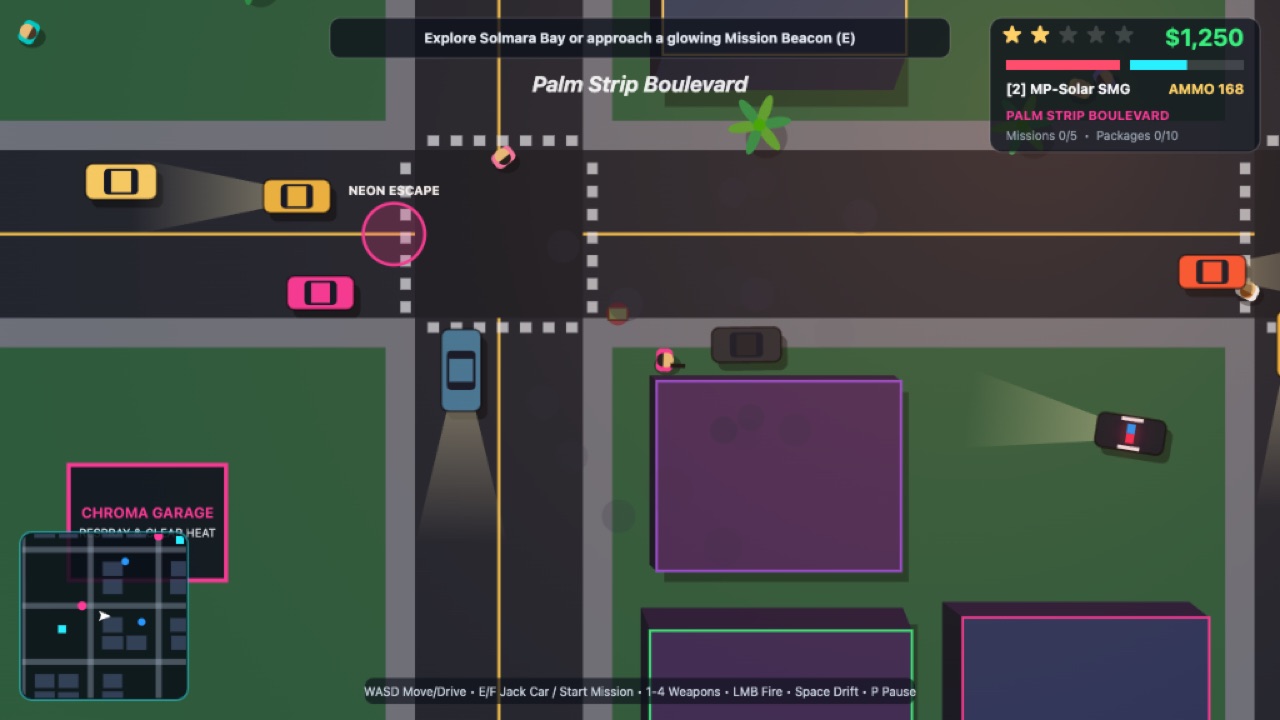 Explore Solmara Bay or approach a glowing Mission Beacon (E)
$1,250
Palm Strip Boulevard
[2] MP-Solar SMG AMMO 168
PALM STRIP BOULEVARD
Missions 0/5 • Packages 0/10
NEON ESCAPE
CHROMA GARAGE
RESPRAY & CLEAR HEAT
WASD Move/Drive • E/F Jack Car / Start Mission • 1-4 Weapons • LMB Fire • Space Drift • P Pause